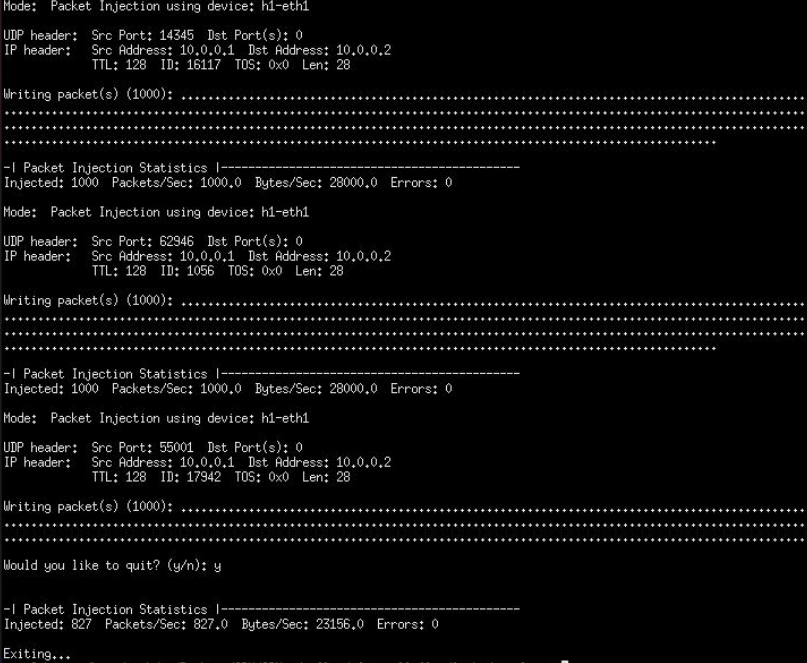 Mode:  Packet Injection using device: h1-eth1
UDP header:  Src Port: 14345  Dst Port(s): 0
IP header:   Src Address: 10.0.0.1  Dst Address: 10.0.0.2
TTL: 128  ID: 16117  TOS: 0x0  Len: 28
Writing packet(s) (1000):
-| Packet Injection Statistics |--------------------------------------------
Injected: 1000  Packets/Sec: 1000.0  Bytes/Sec: 28000.0  Errors: 0
Mode:  Packet Injection using device: h1-eth1
UDP header:  Src Port: 62946  Dst Port(s): 0
IP header:   Src Address: 10.0.0.1  Dst Address: 10.0.0.2
TTL: 128  ID: 1056  TOS: 0x0  Len: 28
Writing packet(s) (1000):
-| Packet Injection Statistics |--------------------------------------------
Injected: 1000  Packets/Sec: 1000.0  Bytes/Sec: 28000.0  Errors: 0
Mode:  Packet Injection using device: h1-eth1
UDP header:  Src Port: 55001  Dst Port(s): 0
IP header:   Src Address: 10.0.0.1  Dst Address: 10.0.0.2
TTL: 128  ID: 17942  TOS: 0x0  Len: 28
Writing packet(s) (1000):
Would you like to quit? (y/n): y
-| Packet Injection Statistics |--------------------------------------------
Injected: 827  Packets/Sec: 827.0  Bytes/Sec: 23156.0  Errors: 0
Exiting...